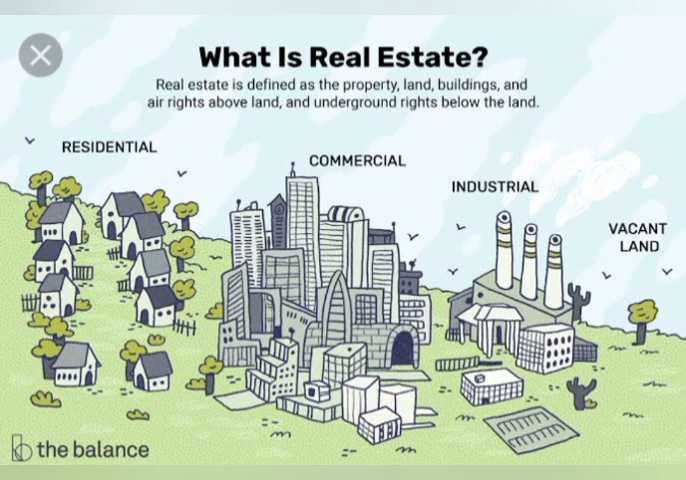 What Is Real Estate?
Real estate is defined as the property, land, buildings, and
air rights above land, and underground rights below the land.
RESIDENTIAL
COMMERCIAL
INDUSTRIAL
VACANT
LAND
the balance